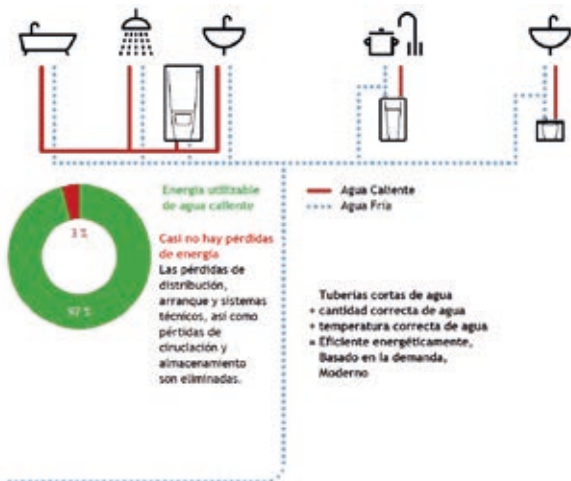 3 %
97 %
Energía utilizable
de agua caliente
Casi no hay pérdidas
de energía
Las pérdidas de
distribución,
arranque y sistemas
técnicos, así como
pérdidas de
ciruclación y
almacenamiento
son eliminadas.
Agua Caliente
Agua Fría
Tuberías cortas de agua
+ cantidad correcta de agua
+ temperatura correcta de agua
= Eficiente energéticamente,
Basado en la demanda,
Moderno